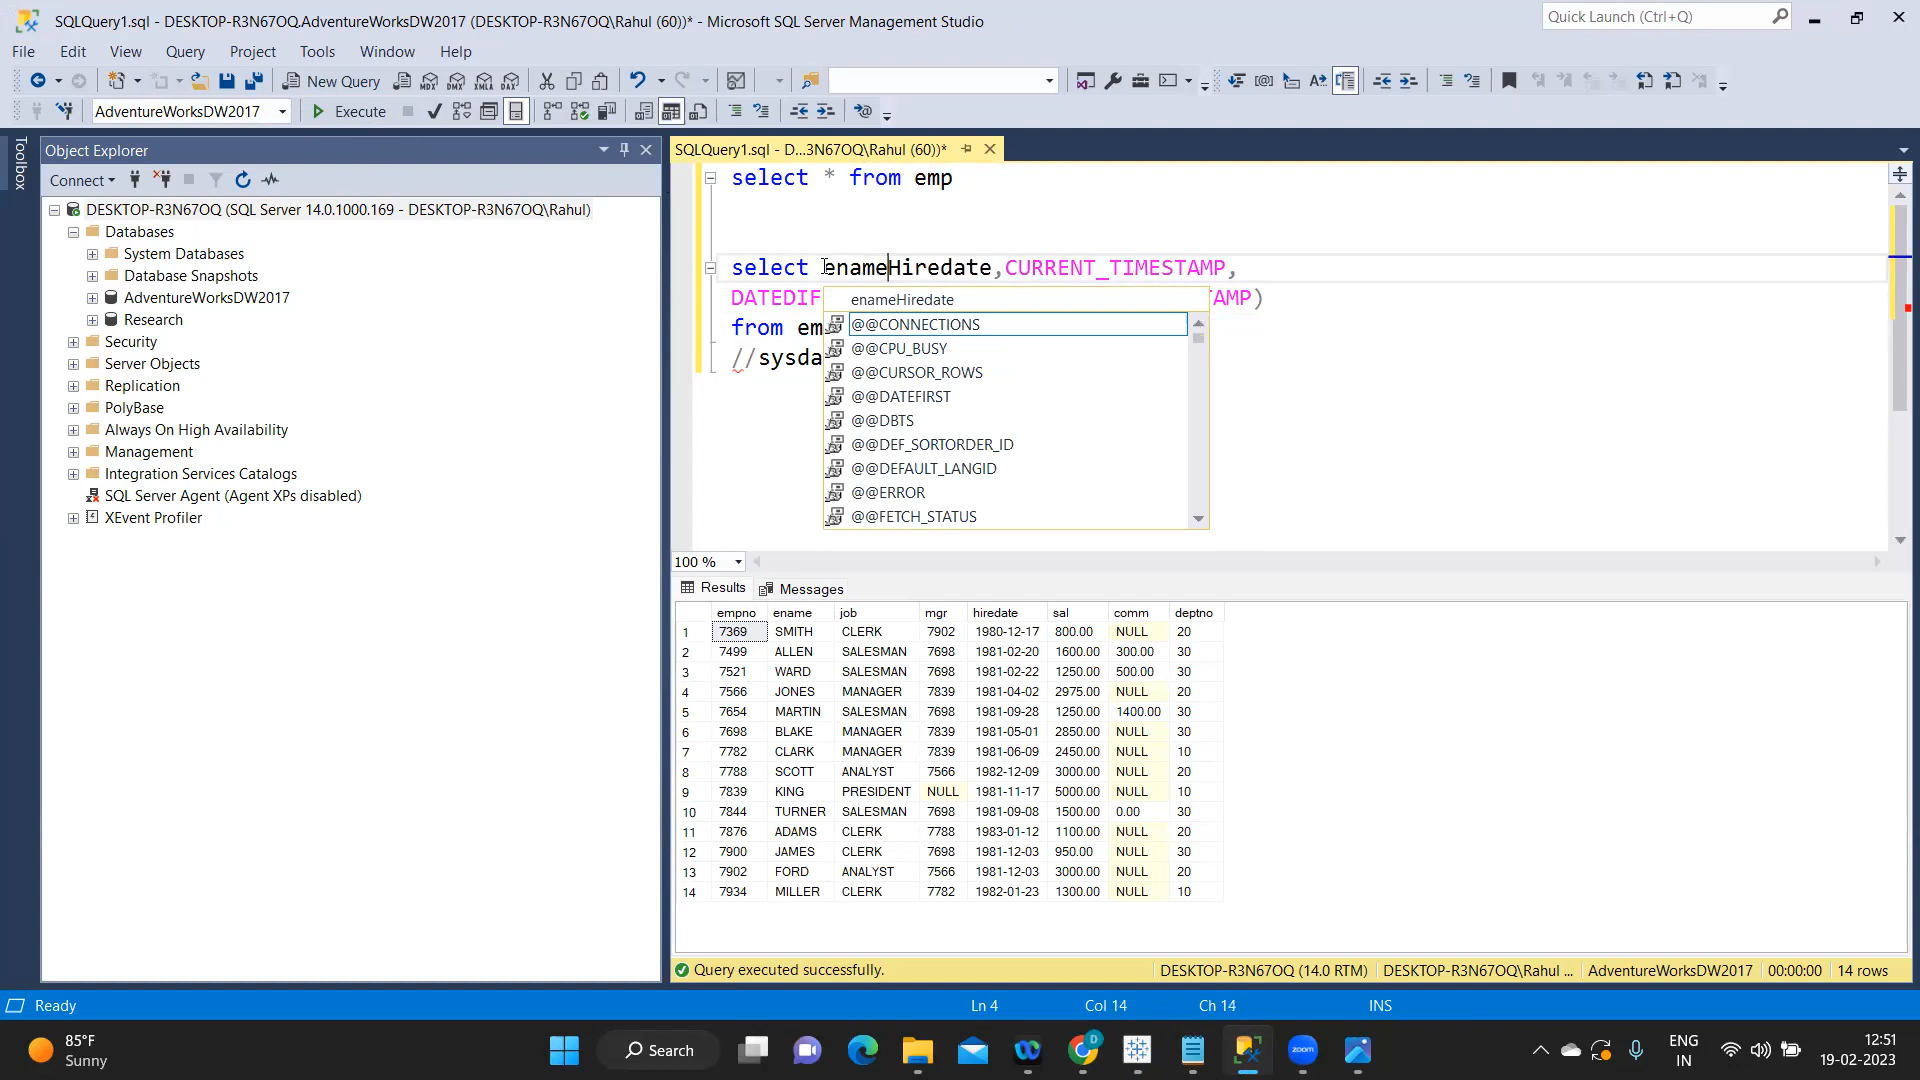 SQLQuery1.sql - DESKTOP-R3N67OQ.AdventureWorksDW2017 (DESKTOP-R3N67OQ\Rahul (60))* - Microsoft SQL Server Management Studio
Quick Launch (Ctrl+Q)
File Edit View Query Project Tools Window Help
New Query
MDX DMX XMLA DAX
AdventureWorksDW2017
Execute
Toolbox
Object Explorer
Connect
DESKTOP-R3N67OQ (SQL Server 14.0.1000.169 - DESKTOP-R3N67OQ\Rahul)
Databases
System Databases
Database Snapshots
AdventureWorksDW2017
Research
Security
Server Objects
Replication
PolyBase
Always On High Availability
Management
Integration Services Catalogs
SQL Server Agent (Agent XPs disabled)
XEvent Profiler
SQLQuery1.sql - D...3N67OQ\Rahul (60))*
select * from emp
select enameHiredate,CURRENT_TIMESTAMP,
DATEDIF TAMP)
from em
//sysda
enameHiredate
@@CONNECTIONS
@@CPU_BUSY
@@CURSOR_ROWS
@@DATEFIRST
@@DBTS
@@DEF_SORTORDER_ID
@@DEFAULT_LANGID
@@ERROR
@@FETCH_STATUS
100 %
Results Messages
empno ename job mgr hiredate sal comm deptno
1 7369 SMITH CLERK 7902 1980-12-17 800.00 NULL 20
2 7499 ALLEN SALESMAN 7698 1981-02-20 1600.00 300.00 30
3 7521 WARD SALESMAN 7698 1981-02-22 1250.00 500.00 30
4 7566 JONES MANAGER 7839 1981-04-02 2975.00 NULL 20
5 7654 MARTIN SALESMAN 7698 1981-09-28 1250.00 1400.00 30
6 7698 BLAKE MANAGER 7839 1981-05-01 2850.00 NULL 30
7 7782 CLARK MANAGER 7839 1981-06-09 2450.00 NULL 10
8 7788 SCOTT ANALYST 7566 1982-12-09 3000.00 NULL 20
9 7839 KING PRESIDENT NULL 1981-11-17 5000.00 NULL 10
10 7844 TURNER SALESMAN 7698 1981-09-08 1500.00 0.00 30
11 7876 ADAMS CLERK 7788 1983-01-12 1100.00 NULL 20
12 7900 JAMES CLERK 7698 1981-12-03 950.00 NULL 30
13 7902 FORD ANALYST 7566 1981-12-03 3000.00 NULL 20
14 7934 MILLER CLERK 7782 1982-01-23 1300.00 NULL 10
Query executed successfully.
DESKTOP-R3N67OQ (14.0 RTM) DESKTOP-R3N67OQ\Rahul ... AdventureWorksDW2017 00:00:00 14 rows
Ready
Ln 4 Col 14 Ch 14 INS
85°F
Sunny
Search
zoom
ENG
IN
12:51
19-02-2023